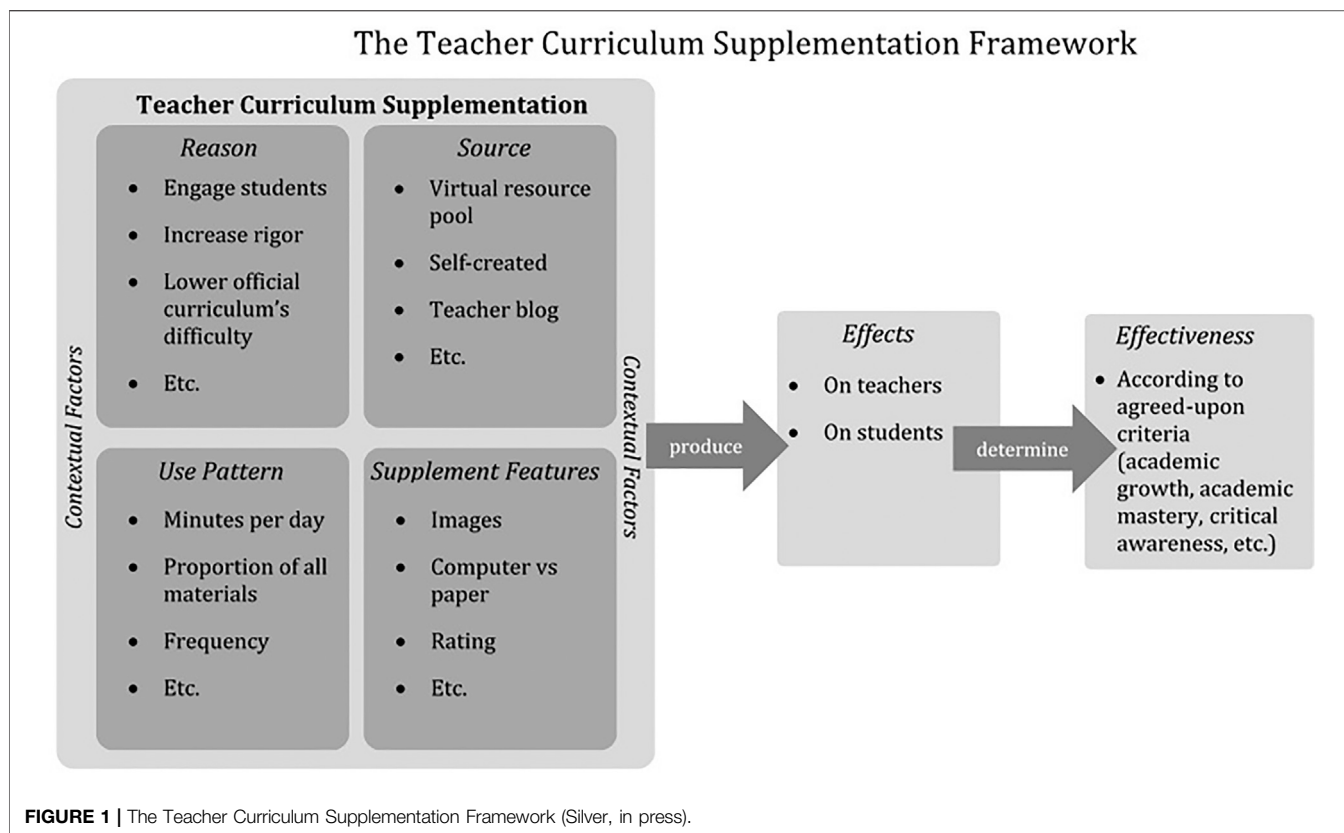 The Teacher Curriculum Supplementation Framework
Teacher Curriculum Supplementation
Contextual Factors
Reason
• Engage students
• Increase rigor
• Lower official
curriculum's
difficulty
• Etc.
Source
• Virtual resource
pool
• Self-created
• Teacher blog
• Etc.
Use Pattern
• Minutes per day
• Proportion of all
materials
• Frequency
• Etc.
Supplement Features
• Images
• Computer vs
paper
• Rating
• Etc.
Contextual Factors
produce
Effects
• On teachers
• On students
determine
Effectiveness
• According to
agreed-upon
criteria
(academic
growth, academic
mastery, critical
awareness, etc.)
FIGURE 1 | The Teacher Curriculum Supplementation Framework (Silver, in press).